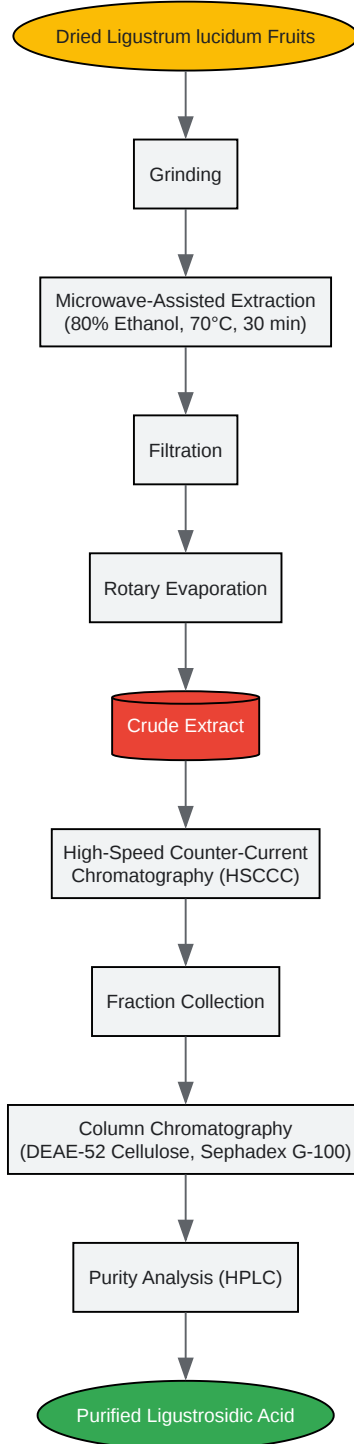 Dried Ligustrum lucidum Fruits
Grinding
Microwave-Assisted Extraction
(80% Ethanol, 70°C, 30 min)
Filtration
Rotary Evaporation
Crude Extract
High-Speed Counter-Current
Chromatography (HSCCC)
Fraction Collection
Column Chromatography
(DEAE-52 Cellulose, Sephadex G-100)
Purity Analysis (HPLC)
Purified Ligustrosidic Acid